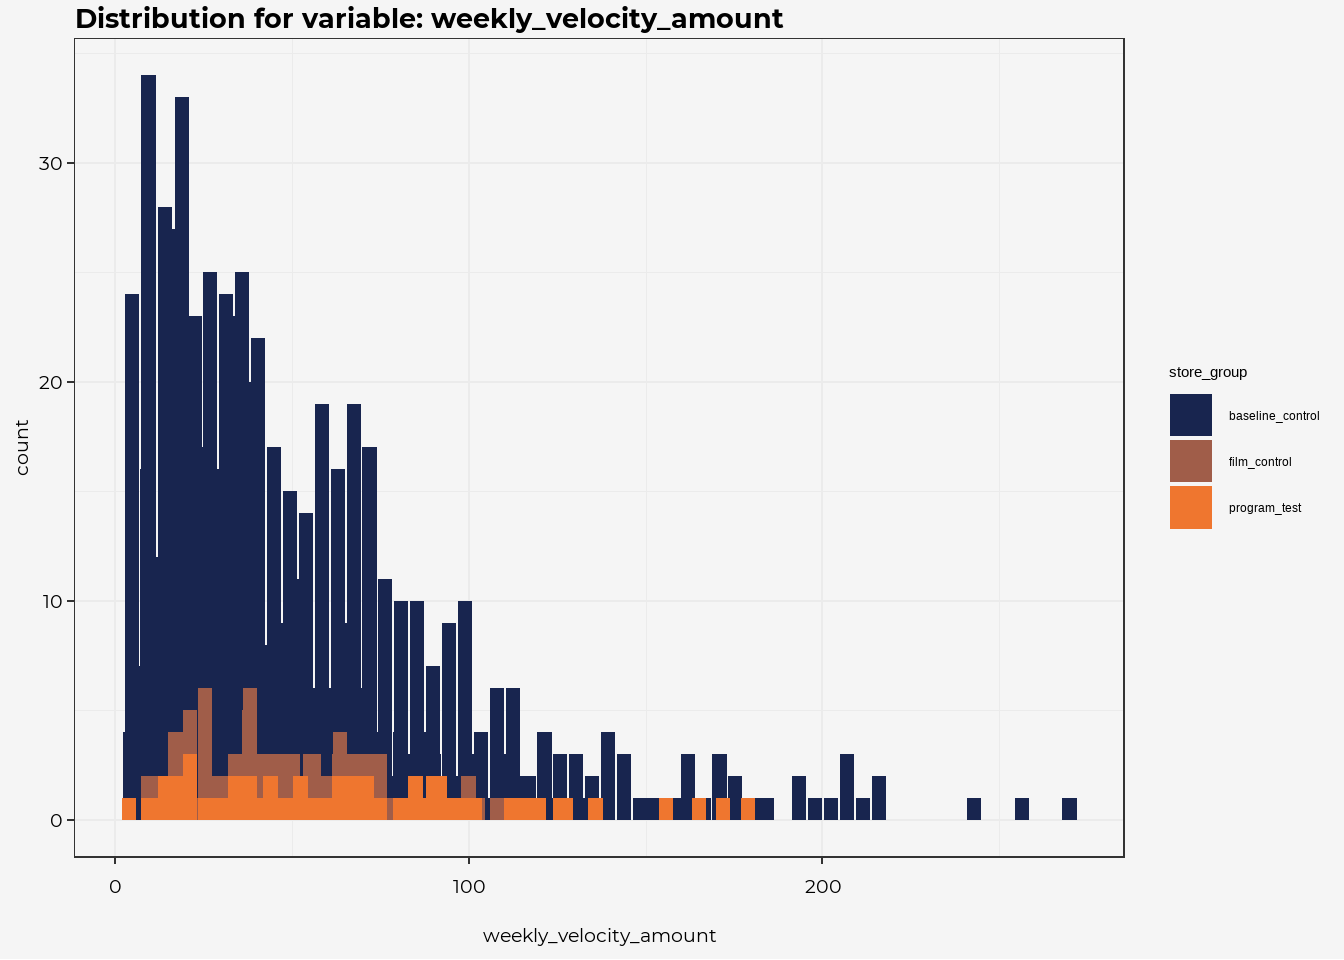 Distribution for variable: weekly_velocity_amount
30
20
10
0
count
0 100 200
weekly_velocity_amount
store_group
baseline_control
film_control
program_test